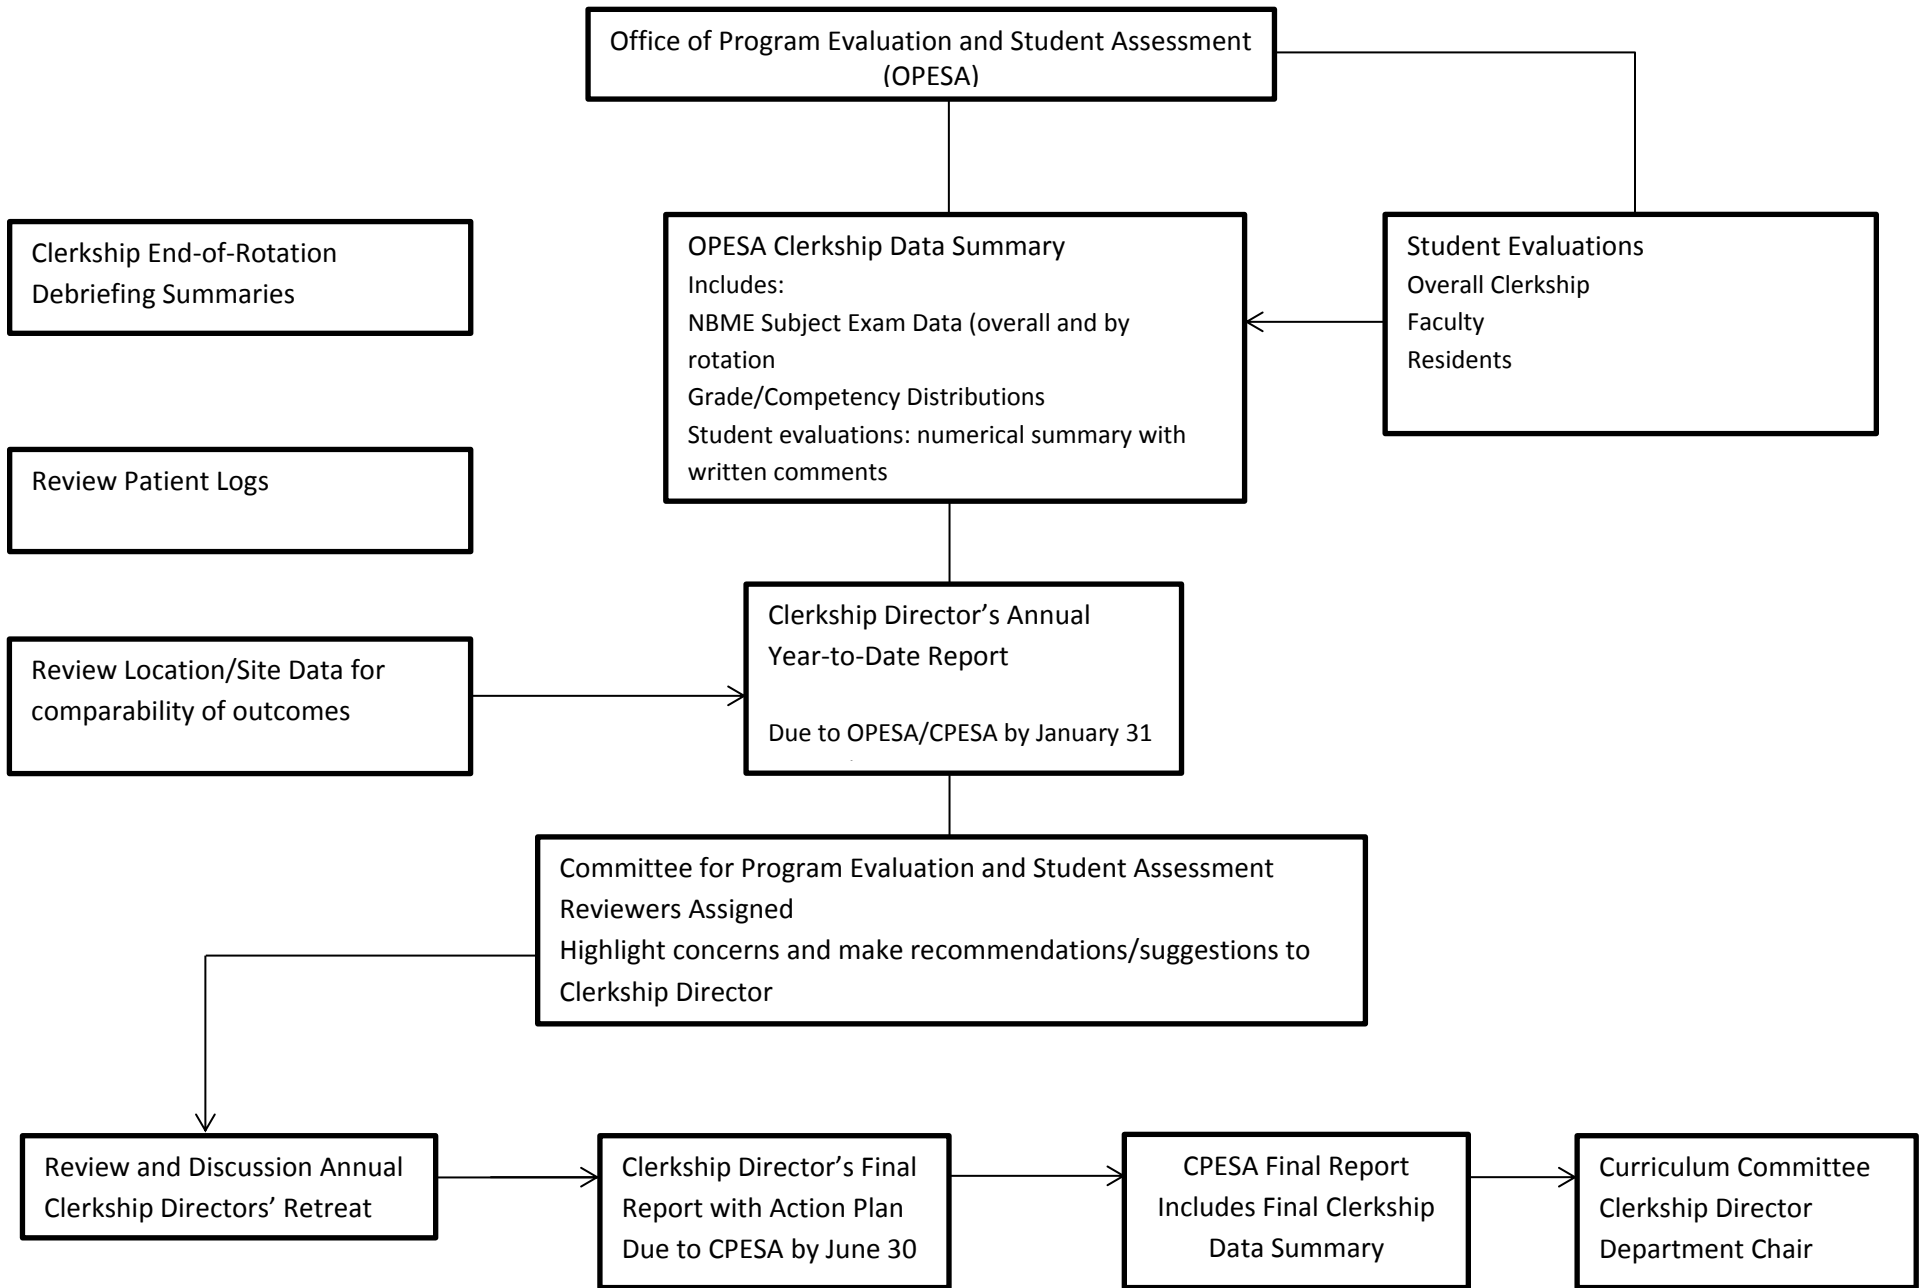 Office of Program Evaluation and Student Assessment
(OPESA)
Clerkship End-of-Rotation
Debriefing Summaries
OPESA Clerkship Data Summary
Includes:
NBME Subject Exam Data (overall and by
rotation
Grade/Competency Distributions
Student evaluations: numerical summary with
written comments
Student Evaluations
Overall Clerkship
Faculty
Residents
Review Patient Logs
Review Location/Site Data for
comparability of outcomes
Clerkship Director’s Annual
Year-to-Date Report
Due to OPESA/CPESA by January 31
Committee for Program Evaluation and Student Assessment
Reviewers Assigned
Highlight concerns and make recommendations/suggestions to
Clerkship Director
Review and Discussion Annual
Clerkship Directors’ Retreat
Clerkship Director’s Final
Report with Action Plan
Due to CPESA by June 30
CPESA Final Report
Includes Final Clerkship
Data Summary
Curriculum Committee
Clerkship Director
Department Chair